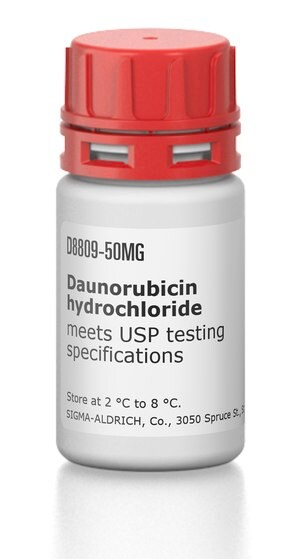 D8809-50MG
Daunorubicin
hydrochloride
meets USP testing
specifications
Store at 2 °C to 8 °C.
SIGMA-ALDRICH, Co., 3050 Spruce St.,